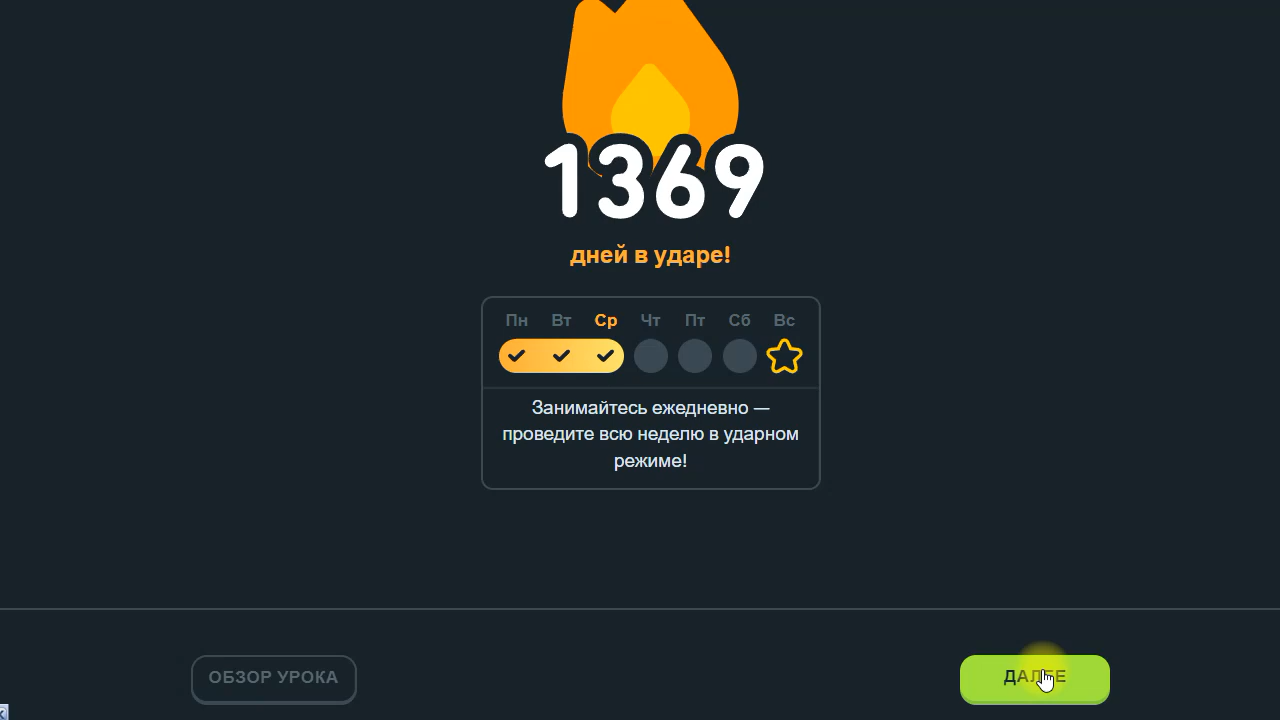 1369
дней в ударе!
Пн Вт Ср Чт Пт Сб Вс
Занимайтесь ежедневно —
проведите всю неделю в ударном
режиме!
ОБЗОР УРОКА
ДАЛЕЕ